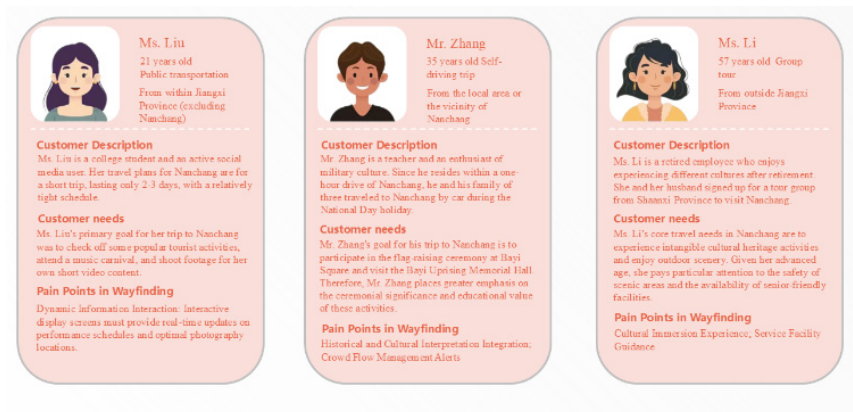 Ms. Liu
21 years old
Public transportation
From within Jiangxi
Province (excluding
Nanchang)
Customer Description
Ms. Liu is a college student and an active social
media user. Her travel plans for Nanchang are for
a short trip, lasting only 2-3 days, with a relatively
tight schedule.
Customer needs
Ms. Liu's primary goal for her trip to Nanchang
was to check off some popular tourist activities,
attend a music carnival, and shoot footage for her
own short video content.
Pain Points in Wayfinding
Dynamic Information Interaction: Interactive
display screens must provide real-time updates on
performance schedules and optimal photography
locations.
Mr. Zhang
35 years old Self-
driving trip
From the local area or
the vicinity of
Nanchang
Customer Description
Mr. Zhang is a teacher and an enthusiast of
military culture. Since he resides within a one-
hour drive of Nanchang, he and his family of
three traveled to Nanchang by car during the
National Day holiday.
Customer needs
Mr. Zhang's goal for his trip to Nanchang is to
participate in the flag-raising ceremony at Bayi
Square and visit the Bayi Uprising Memorial Hall.
Therefore, Mr. Zhang places greater emphasis on
the ceremonial significance and educational value
of these activities.
Pain Points in Wayfinding
Historical and Cultural Interpretation Integration;
Crowd Flow Management Alerts
Ms. Li
57 years old Group
tour
From outside Jiangxi
Province
Customer Description
Ms. Li is a retired employee who enjoys
experiencing different cultures after retirement.
She and her husband signed up for a tour group
from Shaanxi Province to visit Nanchang.
Customer needs
Ms. Li's core travel needs in Nanchang are to
experience intangible cultural heritage activities
and enjoy outdoor scenery. Given her advanced
age, she pays particular attention to the safety of
scenic areas and the availability of senior-friendly
facilities.
Pain Points in Wayfinding
Cultural Immersion Experience; Service Facility
Guidance